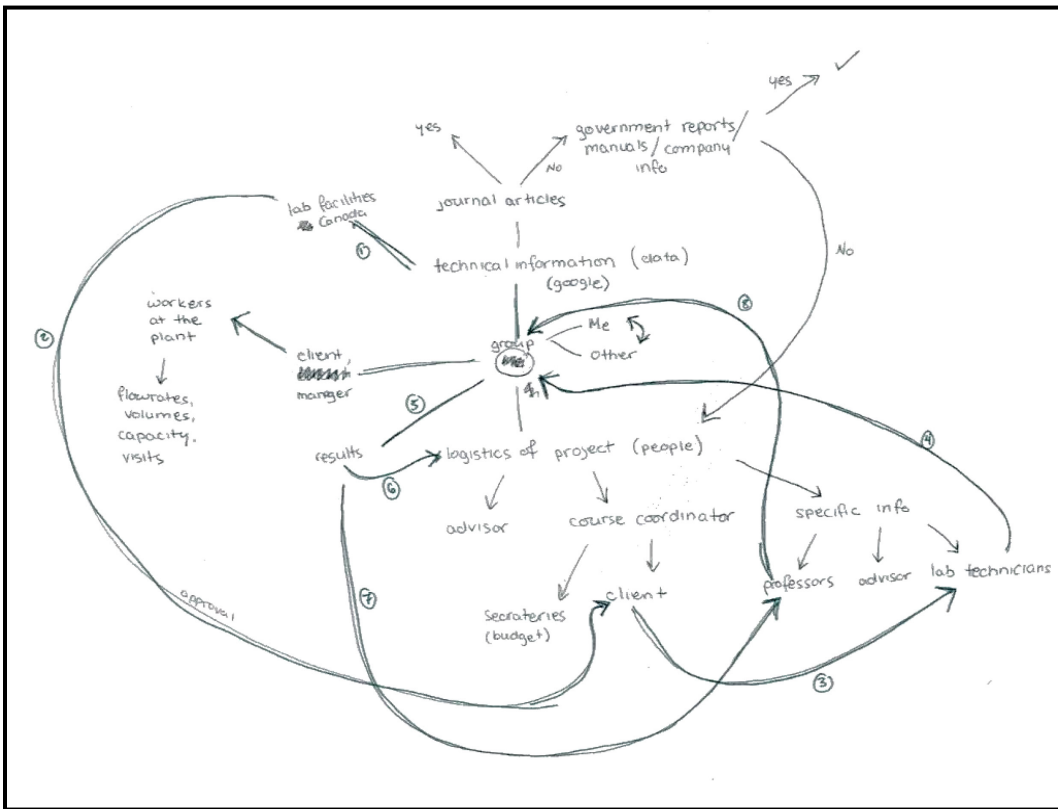 yes
✓
yes
government reports/
manuals/company
info
No
journal articles
lab facilities
Canada
①
technical information (data)
(google)
No
②
⑧
workers
at the
plant
group
Me
Other
client,
manger
flowrates,
volumes,
capacity,
visits
⑤
④
results
logistics of project (people)
⑥
advisor
course coordinator
specific info
professors
advisor
lab technicians
⑦
approval
secrateries
(budget)
client
③